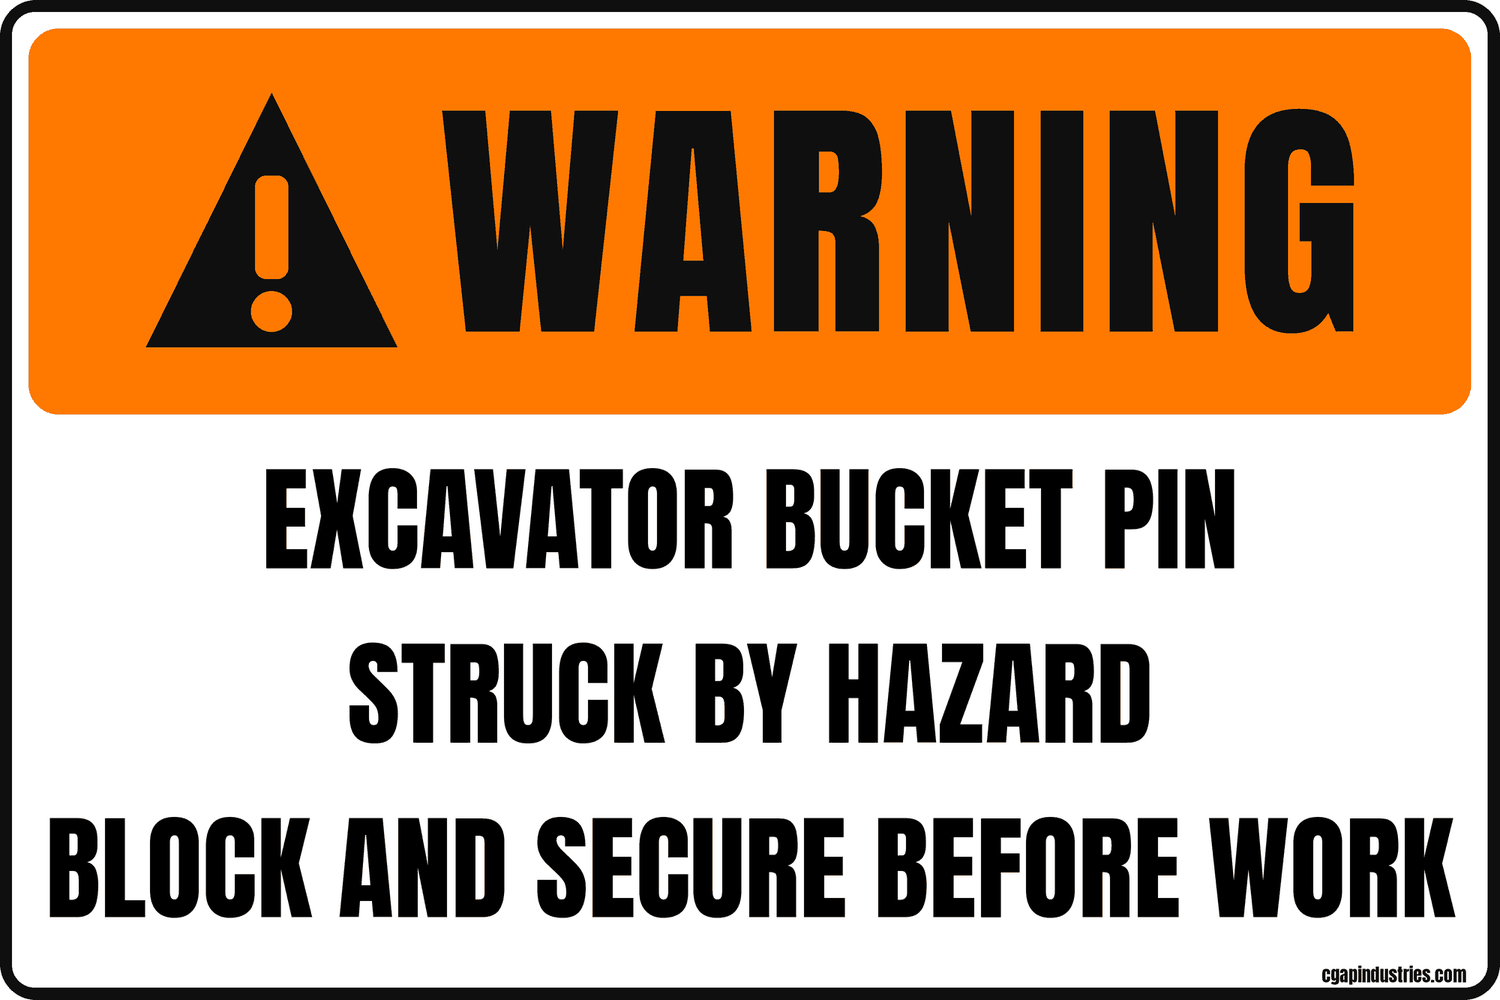 WARNING
EXCAVATOR BUCKET PIN
STRUCK BY HAZARD
BLOCK AND SECURE BEFORE WORK
cgapindustries.com